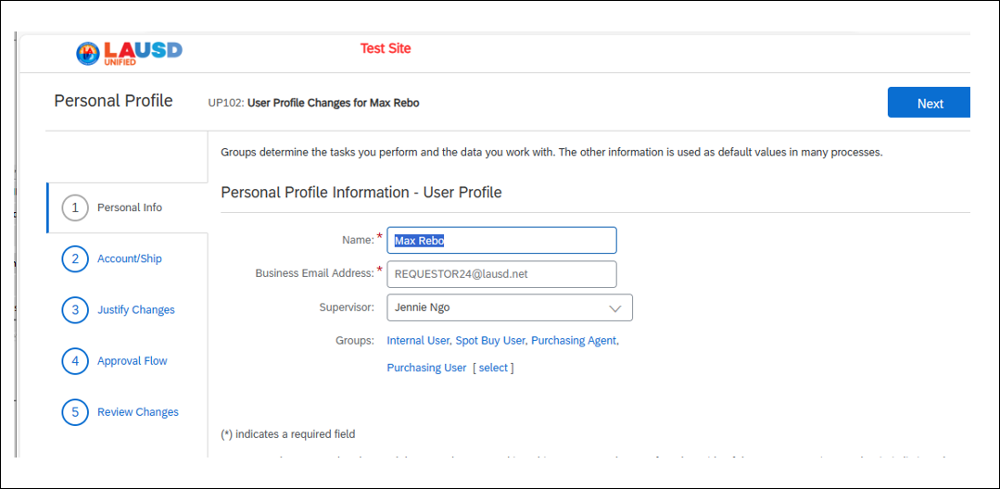 LAUSD
UNIFIED
Test Site
Personal Profile
UP102: User Profile Changes for Max Rebo
Next
Groups determine the tasks you perform and the data you work with. The other information is used as default values in many processes.
1 Personal Info
2 Account/Ship
3 Justify Changes
4 Approval Flow
5 Review Changes
Personal Profile Information - User Profile
Name: * Max Rebo
Business Email Address: * REQUESTOR24@lausd.net
Supervisor: Jennie Ngo
Groups: Internal User, Spot Buy User, Purchasing Agent,
Purchasing User [ select ]
(*) indicates a required field